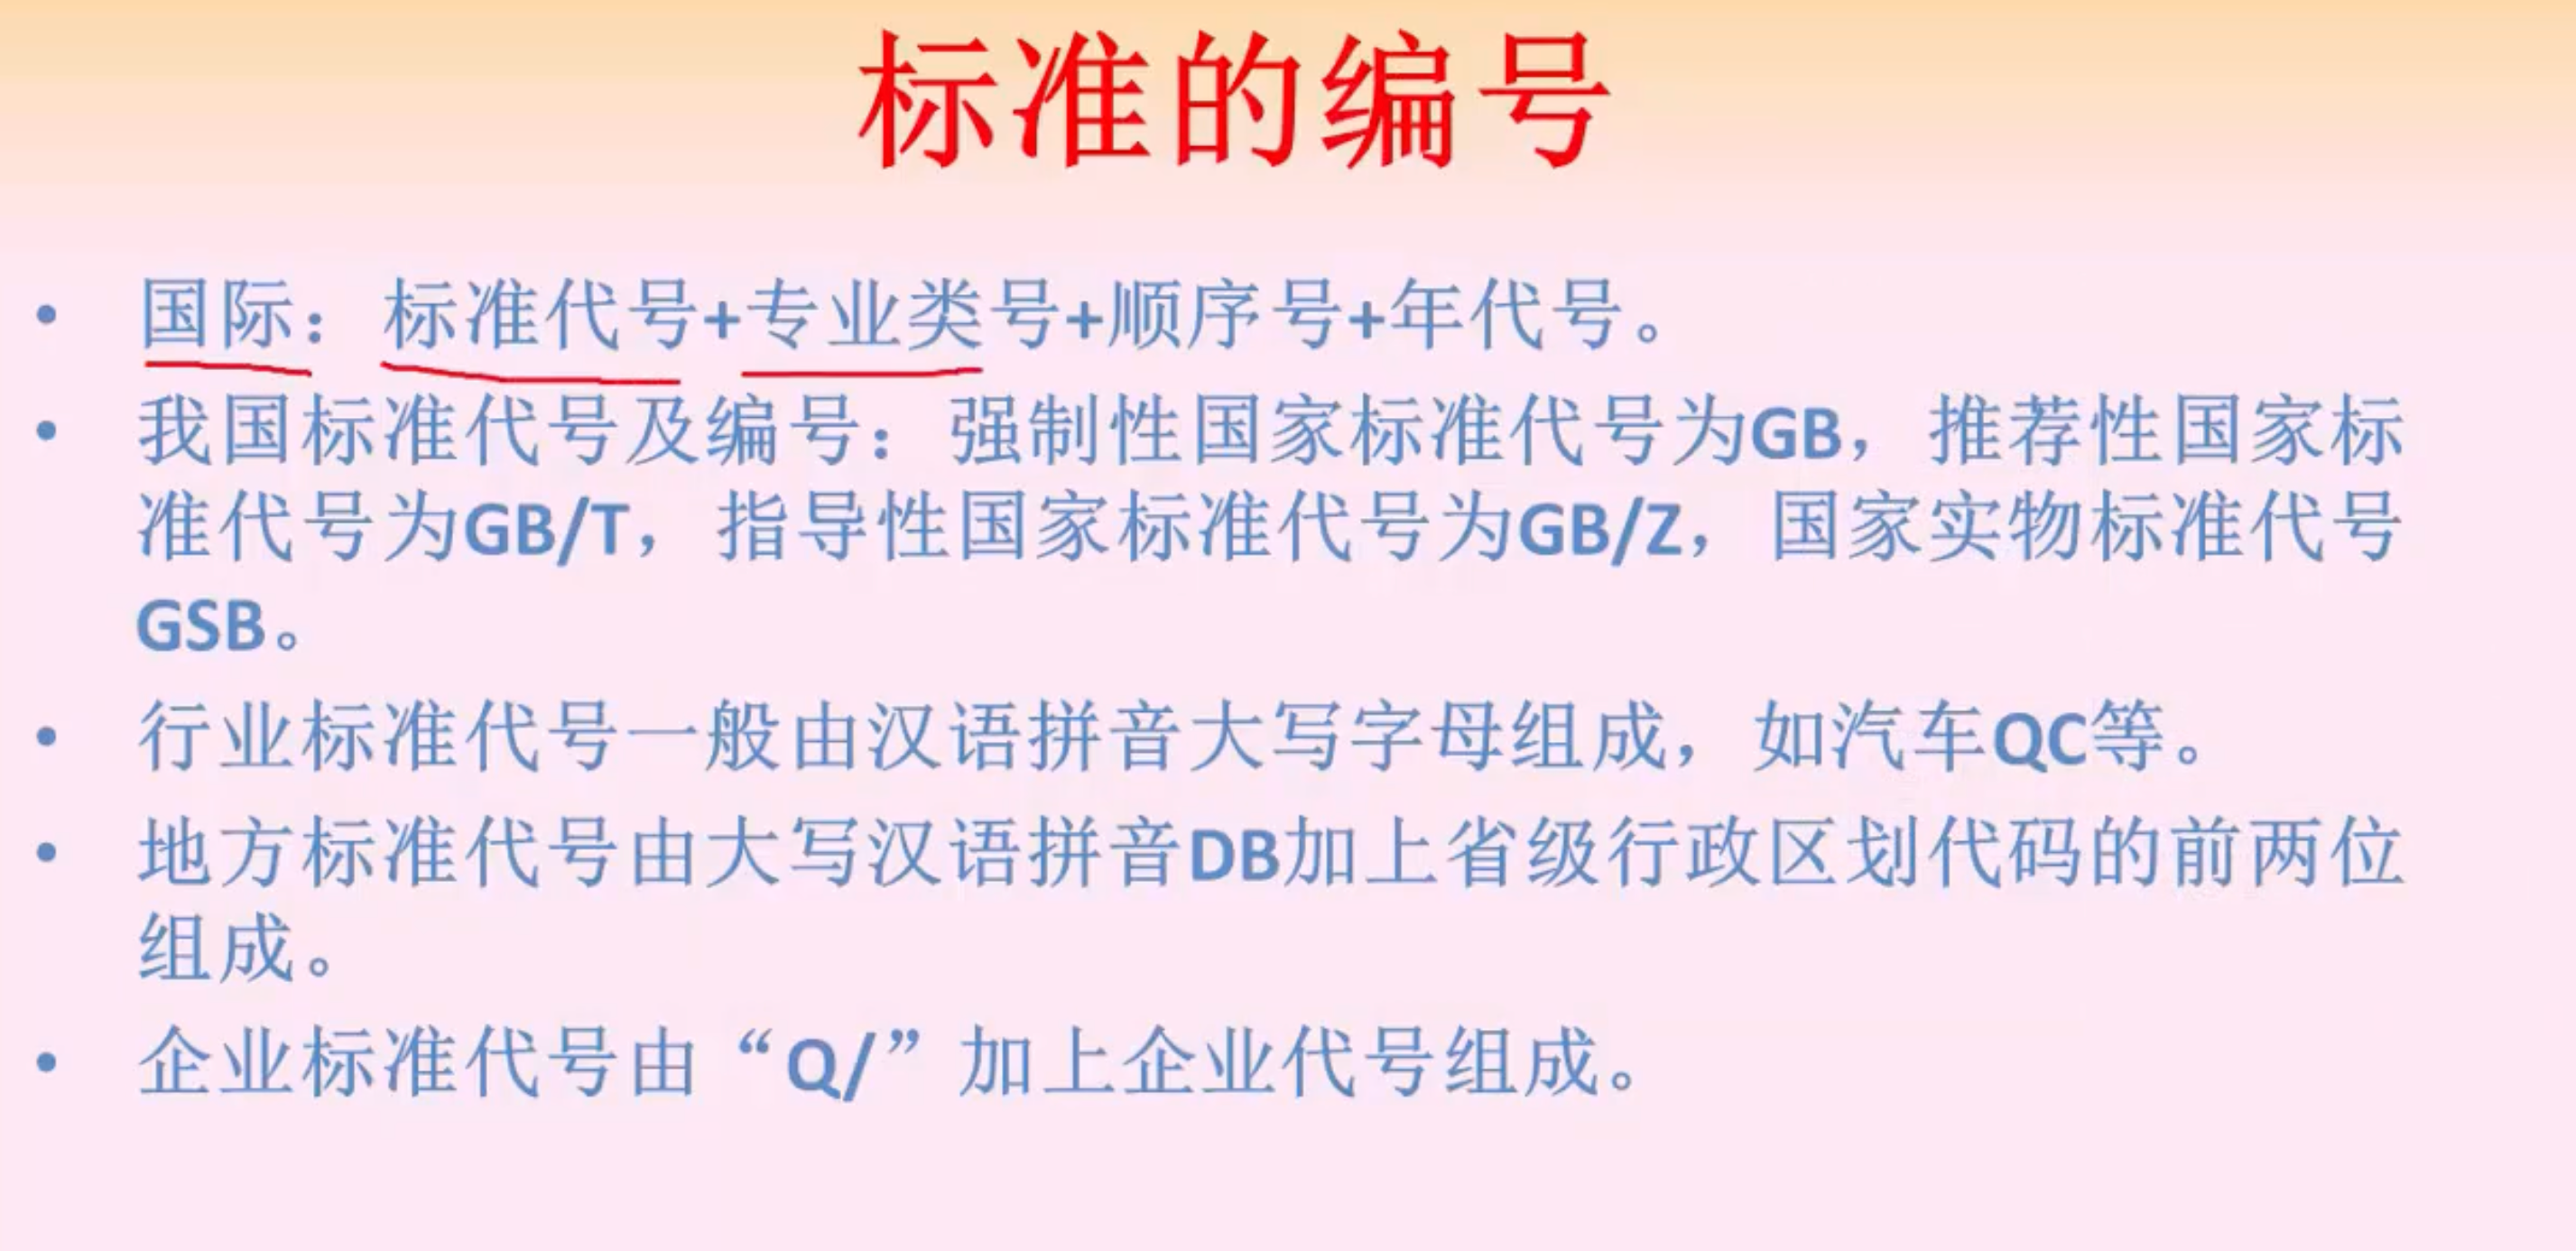 标准的编号
• 国际：标准代号+专业类号+顺序号+年代号。
• 我国标准代号及编号：强制性国家标准代号为GB，推荐性国家标
准代号为GB/T，指导性国家标准代号为GB/Z，国家实物标准代号
GSB。
• 行业标准代号一般由汉语拼音大写字母组成，如汽车QC等。
• 地方标准代号由大写汉语拼音DB加上省级行政区划代码的前两位
组成。
• 企业标准代号由“Q/”加上企业代号组成。